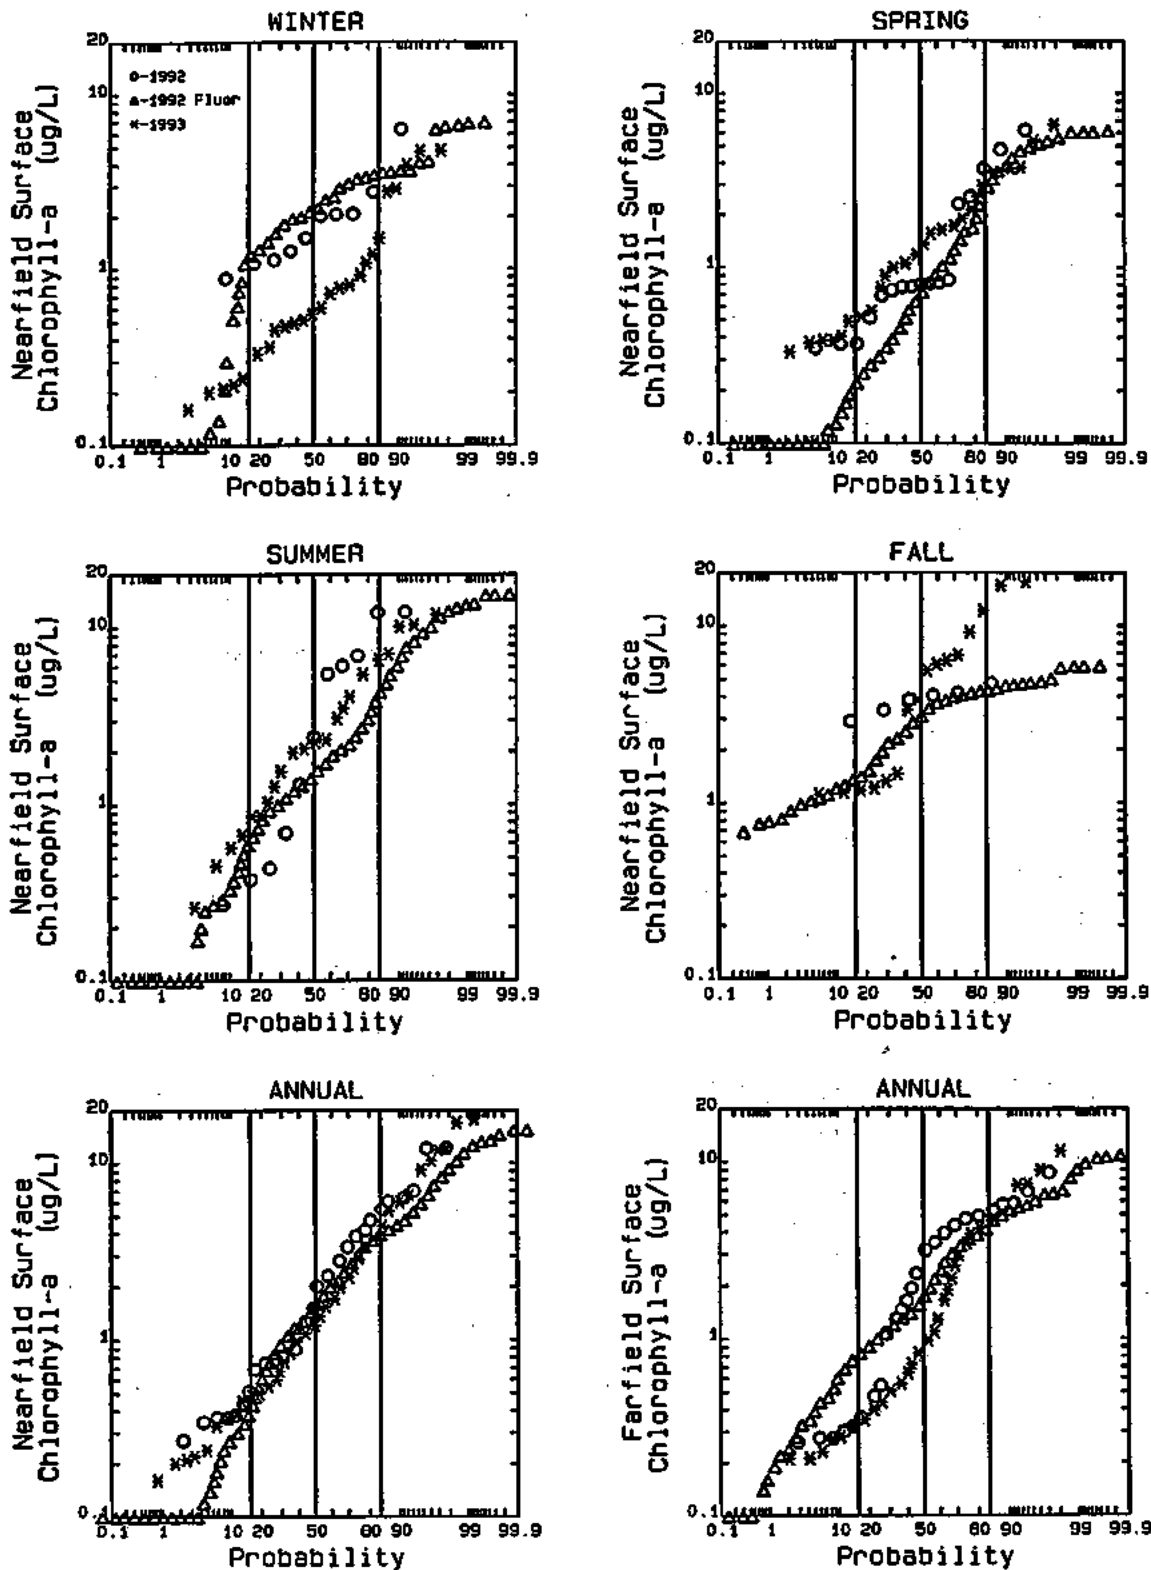 WINTER
20
10
1
0.1
Nearfield Surface
Chlorophyll-a (ug/L)
o-1992
△-1992 Fluor
*-1993
0.1 1 10 20 50 80 90 99 99.9
Probability
SPRING
20
10
1
0.1
Nearfield Surface
Chlorophyll-a (ug/L)
0.1 1 10 20 50 80 90 99 99.9
Probability
SUMMER
20
10
1
0.1
Nearfield Surface
Chlorophyll-a (ug/L)
0.1 1 10 20 50 80 90 99 99.9
Probability
FALL
20
10
1
0.1
Nearfield Surface
Chlorophyll-a (ug/L)
0.1 1 10 20 50 80 90 99 99.9
Probability
ANNUAL
20
10
1
0.1
Nearfield Surface
Chlorophyll-a (ug/L)
0.1 1 10 20 50 80 90 99 99.9
Probability
ANNUAL
20
10
1
0.1
Farfield Surface
Chlorophyll-a (ug/L)
0.1 1 10 20 50 80 90 99 99.9
Probability